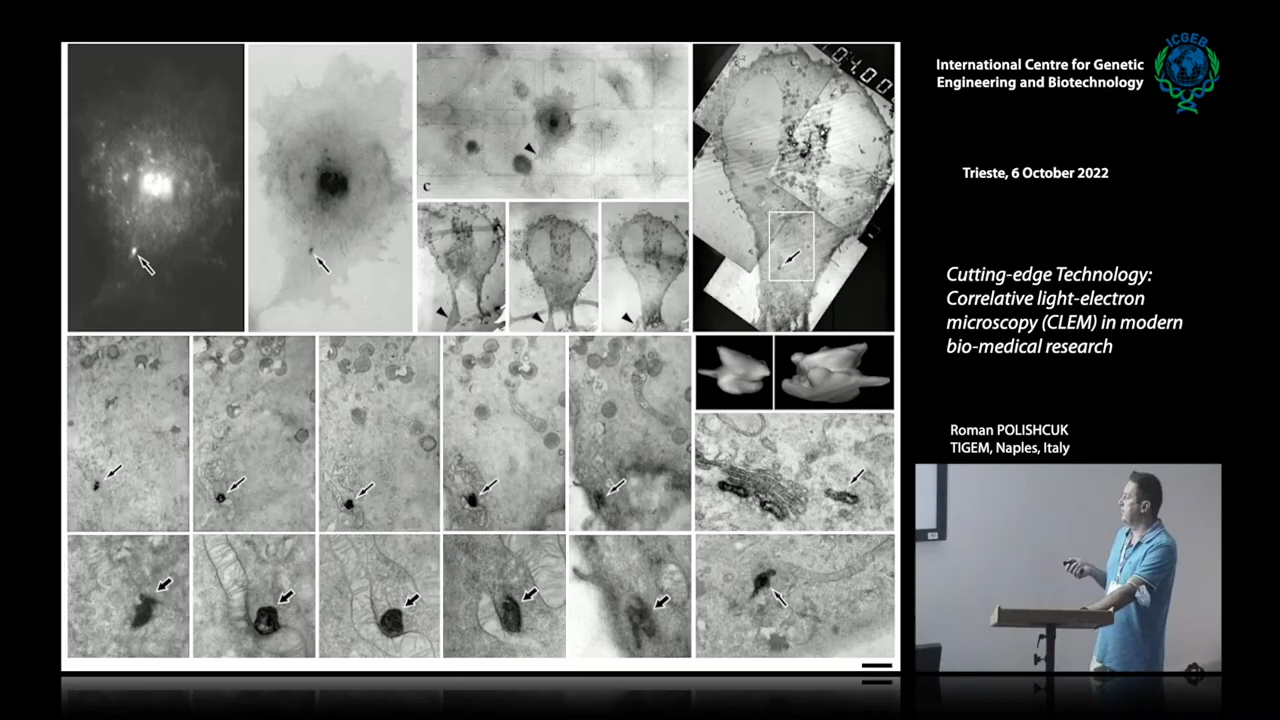 c
04.00
ICGEB
International Centre for Genetic
Engineering and Biotechnology
Trieste, 6 October 2022
Cutting-edge Technology:
Correlative light-electron
microscopy (CLEM) in modern
bio-medical research
Roman POLISHCUK
TIGEM, Naples, Italy